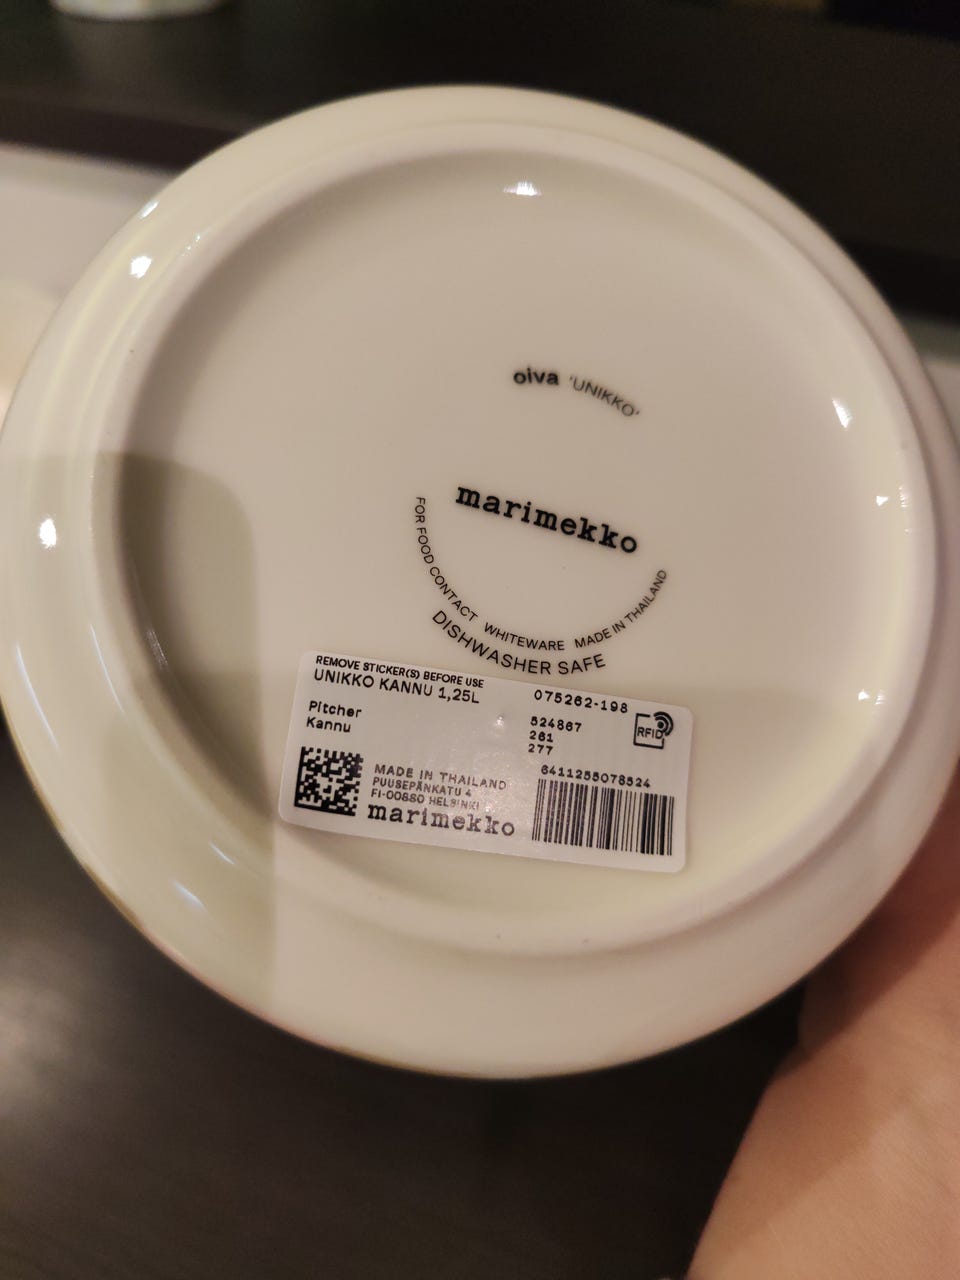 oiva 'UNIKKO'
marimekko
FOR FOOD CONTACT WHITEWARE MADE IN THAILAND
DISHWASHER SAFE
REMOVE STICKER(S) BEFORE USE
UNIKKO KANNU 1,25L
075262-198
Pitcher
Kannu
524867
261
277
RFID
6411255078524
MADE IN THAILAND
PUUSEPÄNKATU 4
FI-00880 HELSINKI
marimekko